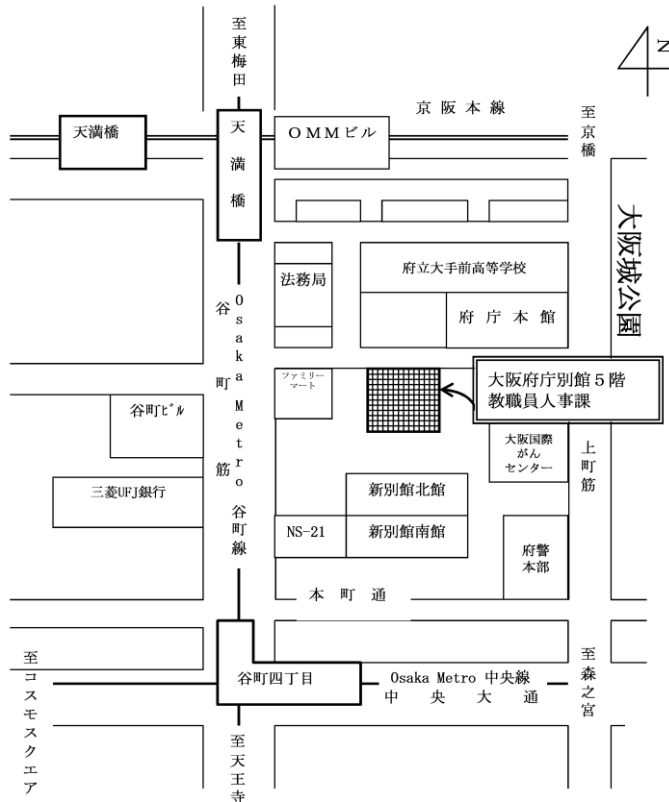 至東梅田
N
京阪本線
至京橋
天満橋
天満橋
OMMビル
大阪城公園
法務局
府立大手前高等学校
府庁本館
谷町筋
Osaka Metro 谷町線
ファミリー
マート
大阪府庁別館5階
教職員人事課
谷町ﾋﾞﾙ
大阪国際
がん
センター
上町筋
三菱UFJ銀行
新別館北館
NS-21
新別館南館
府警
本部
本町通
至コスモスクエア
谷町四丁目
Osaka Metro 中央線
中央大通
至森之宮
至天王寺